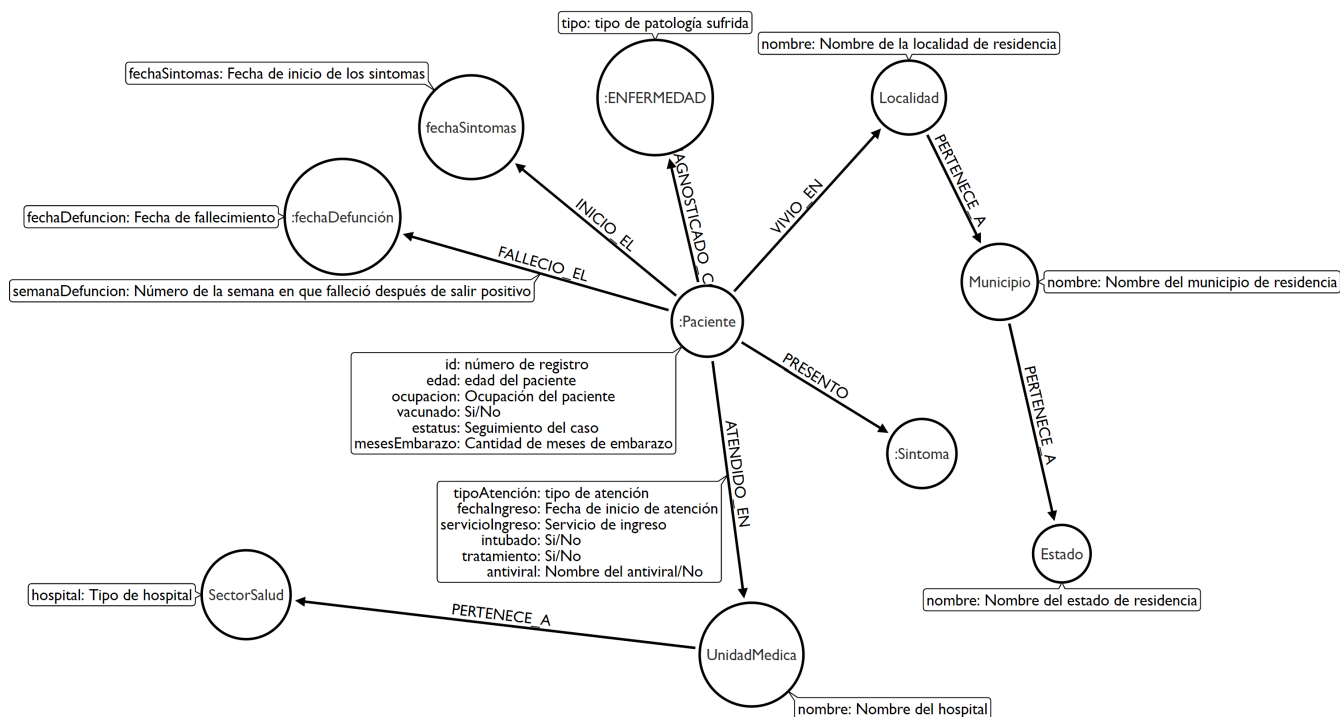 tipo: tipo de patología sufrida
nombre: Nombre de la localidad de residencia
fechaSintomas: Fecha de inicio de los sintomas
:ENFERMEDAD
Localidad
fechaSintomas
PERTENECE_A
AGNOSTICADO_C
VIVIO_EN
INICIO_EL
fechaDefuncion: Fecha de fallecimiento
:fechaDefunción
FALLECIO_EL
semanaDefuncion: Número de la semana en que falleció después de salir positivo
Municipio
nombre: Nombre del municipio de residencia
:Paciente
id: número de registro
edad: edad del paciente
ocupacion: Ocupación del paciente
vacunado: Si/No
estatus: Seguimiento del caso
mesesEmbarazo: Cantidad de meses de embarazo
PRESENTO
PERTENECE_A
:Sintoma
ATENDIDO_EN
tipoAtención: tipo de atención
fechaIngreso: Fecha de inicio de atención
servicioIngreso: Servicio de ingreso
intubado: Si/No
tratamiento: Si/No
antiviral: Nombre del antiviral/No
Estado
nombre: Nombre del estado de residencia
hospital: Tipo de hospital
SectorSalud
PERTENECE_A
UnidadMedica
nombre: Nombre del hospital